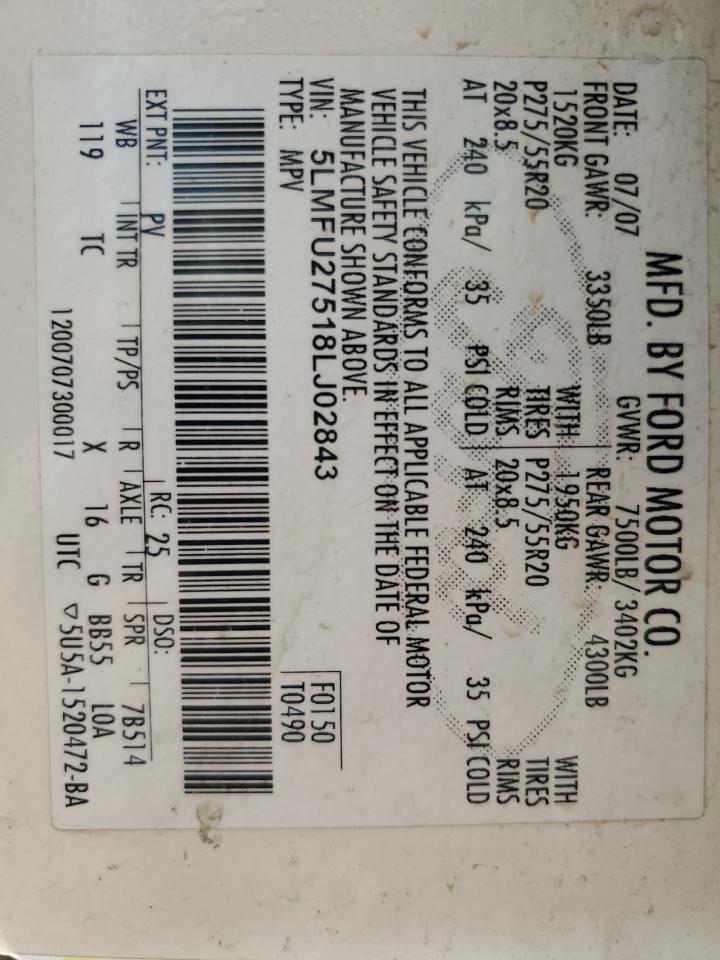 MFD. BY FORD MOTOR CO.
DATE: 07/07 GVWR: 7500LB/ 3402KG
FRONT GAWR: 3350LB REAR GAWR: 4300LB
1520KG WITH 1950KG WITH
P275/55R20 TIRES P275/55R20 TIRES
20x8.5 RIMS 20x8.5 RIMS
AT 240 kPa/ 35 PSI COLD AT 240 kPa/ 35 PSI COLD
THIS VEHICLE CONFORMS TO ALL APPLICABLE FEDERAL MOTOR
VEHICLE SAFETY STANDARDS IN EFFECT ON THE DATE OF
MANUFACTURE SHOWN ABOVE.
VIN: 5LMFU27518LJ02843 F0150
TYPE: MPV T0490
EXT PNT: PV RC: 25 DSO:
WB INT TR TP/PS R AXLE TR SPR 7B514
119 TC X 16 G BB55 LOA
1200707300017 UTC ▽5U5A-1520472-BA